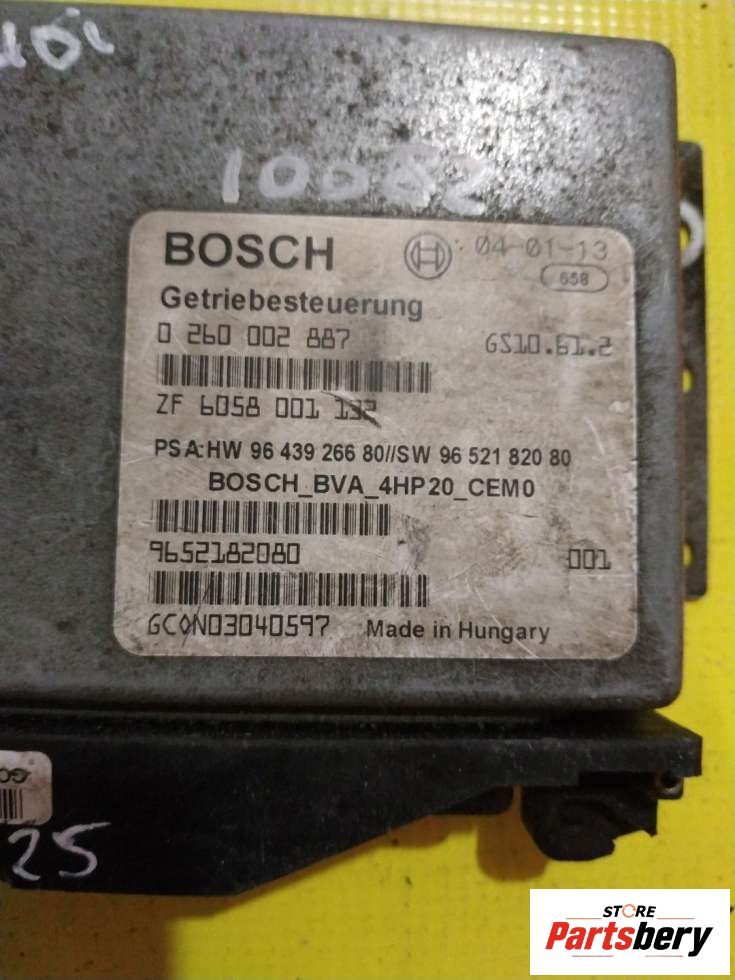 10082
BOSCH 04-01-13
658
Getriebesteuerung
0 260 002 887 GS10.61.2
ZF 6058 001 132
PSA:HW 96 439 266 80//SW 96 521 820 80
BOSCH_BVA_4HP20_CEM0
9652182080 001
GC0N03040597 Made in Hungary
25
STORE
Partsbery